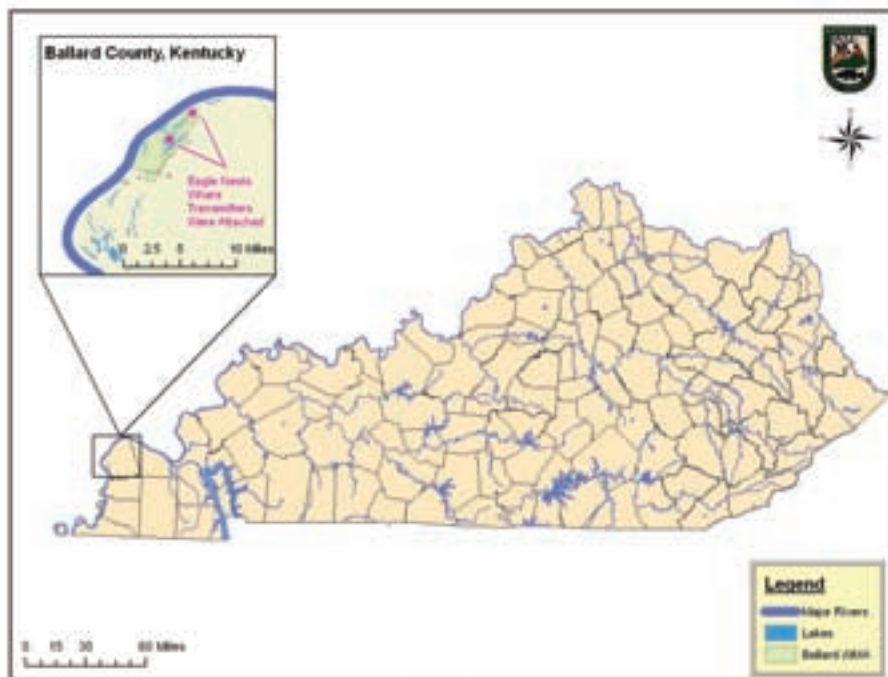 Ballard County, Kentucky
Eagle Nests
Where
Transmitters
Were Attached
0 2.5 5 10 Miles
Legend
Major Rivers
Lakes
Ballard WMA
0 15 30 60 Miles